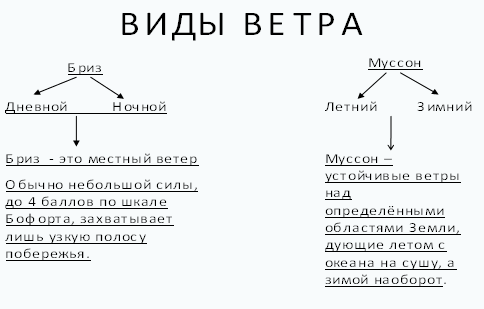 ВИДЫ ВЕТРА
Бриз
Дневной Ночной
Бриз - это местный ветер
Обычно небольшой силы,
до 4 баллов по шкале
Бофорта, захватывает
лишь узкую полосу
побережья.
Муссон
Летний Зимний
Муссон –
устойчивые ветры
над
определёнными
областями Земли,
дующие летом с
океана на сушу, а
зимой наоборот.